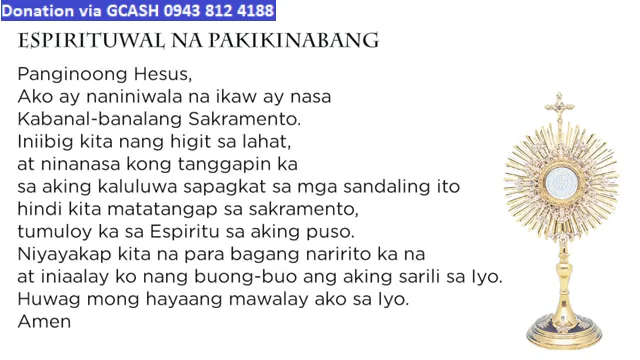 Donation via GCASH 0943 812 4188
ESPIRITUWAL NA PAKIKINABANG
Panginoong Hesus,
Ako ay naniniwala na ikaw ay nasa
Kabanal-banalang Sakramento.
Iniibig kita nang higit sa lahat,
at ninanasa kong tanggapin ka
sa aking kaluluwa sapagkat sa mga sandaling ito
hindi kita matatangap sa sakramento,
tumuloy ka sa Espiritu sa aking puso.
Niyayakap kita na para bagang naririto ka na
at iniaalay ko nang buong-buo ang aking sarili sa Iyo.
Huwag mong hayaang mawalay ako sa Iyo.
Amen